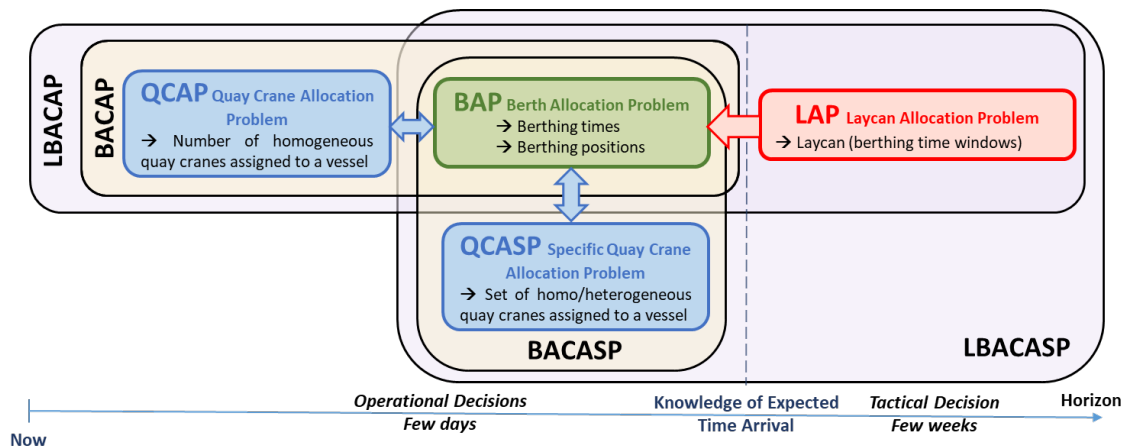 LBACAP
BACAP
QCAP Quay Crane Allocation
Problem
→ Number of homogeneous
quay cranes assigned to a vessel
BAP Berth Allocation Problem
→ Berthing times
→ Berthing positions
LAP Laycan Allocation Problem
→ Laycan (berthing time windows)
QCASP Specific Quay Crane
Allocation Problem
→ Set of homo/heterogeneous
quay cranes assigned to a vessel
BACASP
LBACASP
Operational Decisions
Few days
Knowledge of Expected
Time Arrival
Tactical Decision
Few weeks
Horizon
Now